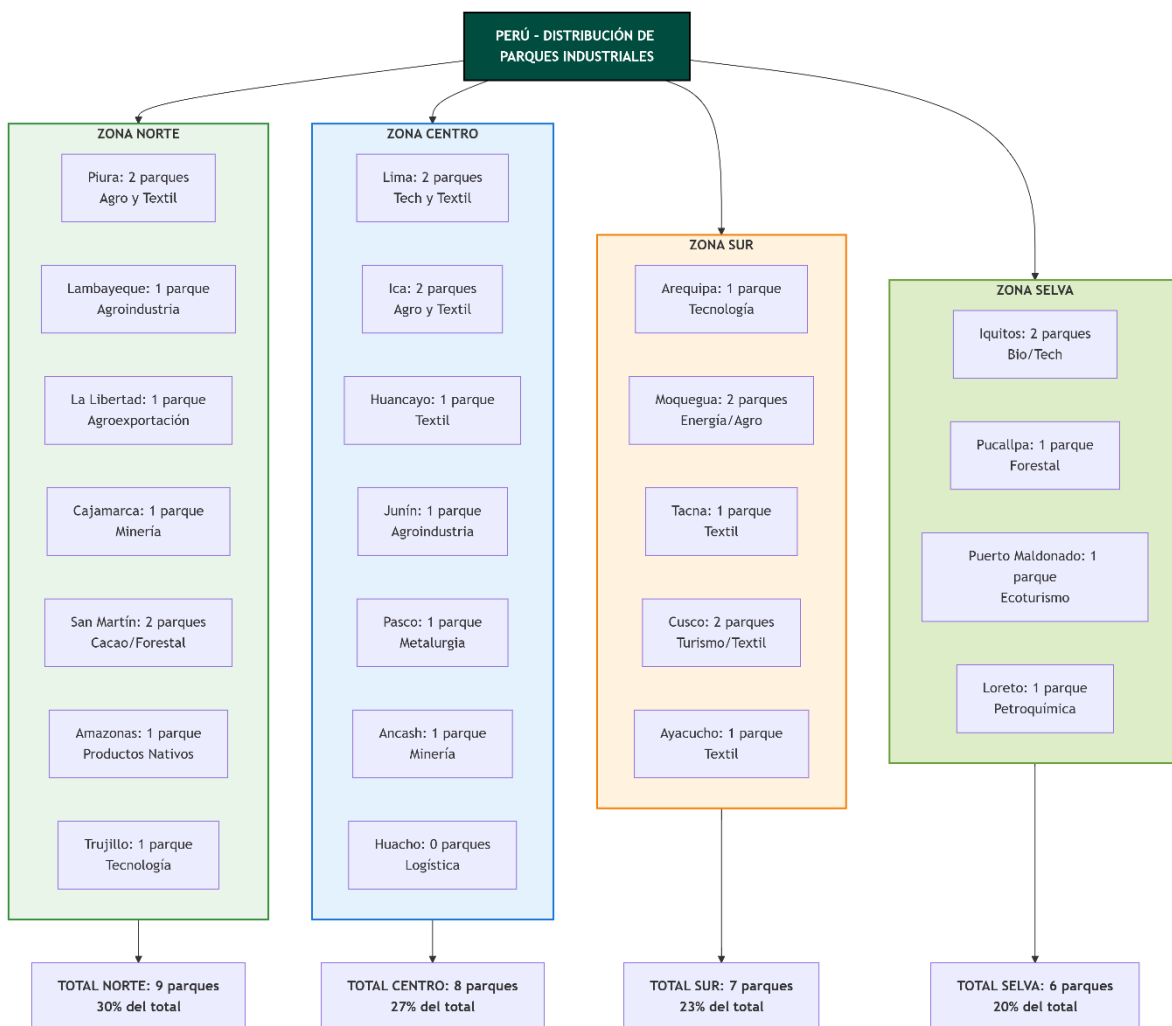 PERÚ - DISTRIBUCIÓN DE
PARQUES INDUSTRIALES
ZONA NORTE
Piura: 2 parques
Agro y Textil
Lambayeque: 1 parque
Agroindustria
La Libertad: 1 parque
Agroexportación
Cajamarca: 1 parque
Minería
San Martín: 2 parques
Cacao/Forestal
Amazonas: 1 parque
Productos Nativos
Trujillo: 1 parque
Tecnología
TOTAL NORTE: 9 parques
30% del total
ZONA CENTRO
Lima: 2 parques
Tech y Textil
Ica: 2 parques
Agro y Textil
Huancayo: 1 parque
Textil
Junín: 1 parque
Agroindustria
Pasco: 1 parque
Metalurgia
Ancash: 1 parque
Minería
Huacho: 0 parques
Logística
TOTAL CENTRO: 8 parques
27% del total
ZONA SUR
Arequipa: 1 parque
Tecnología
Moquegua: 2 parques
Energía/Agro
Tacna: 1 parque
Textil
Cusco: 2 parques
Turismo/Textil
Ayacucho: 1 parque
Textil
TOTAL SUR: 7 parques
23% del total
ZONA SELVA
Iquitos: 2 parques
Bio/Tech
Pucallpa: 1 parque
Forestal
Puerto Maldonado: 1
parque
Ecoturismo
Loreto: 1 parque
Petroquímica
TOTAL SELVA: 6 parques
20% del total